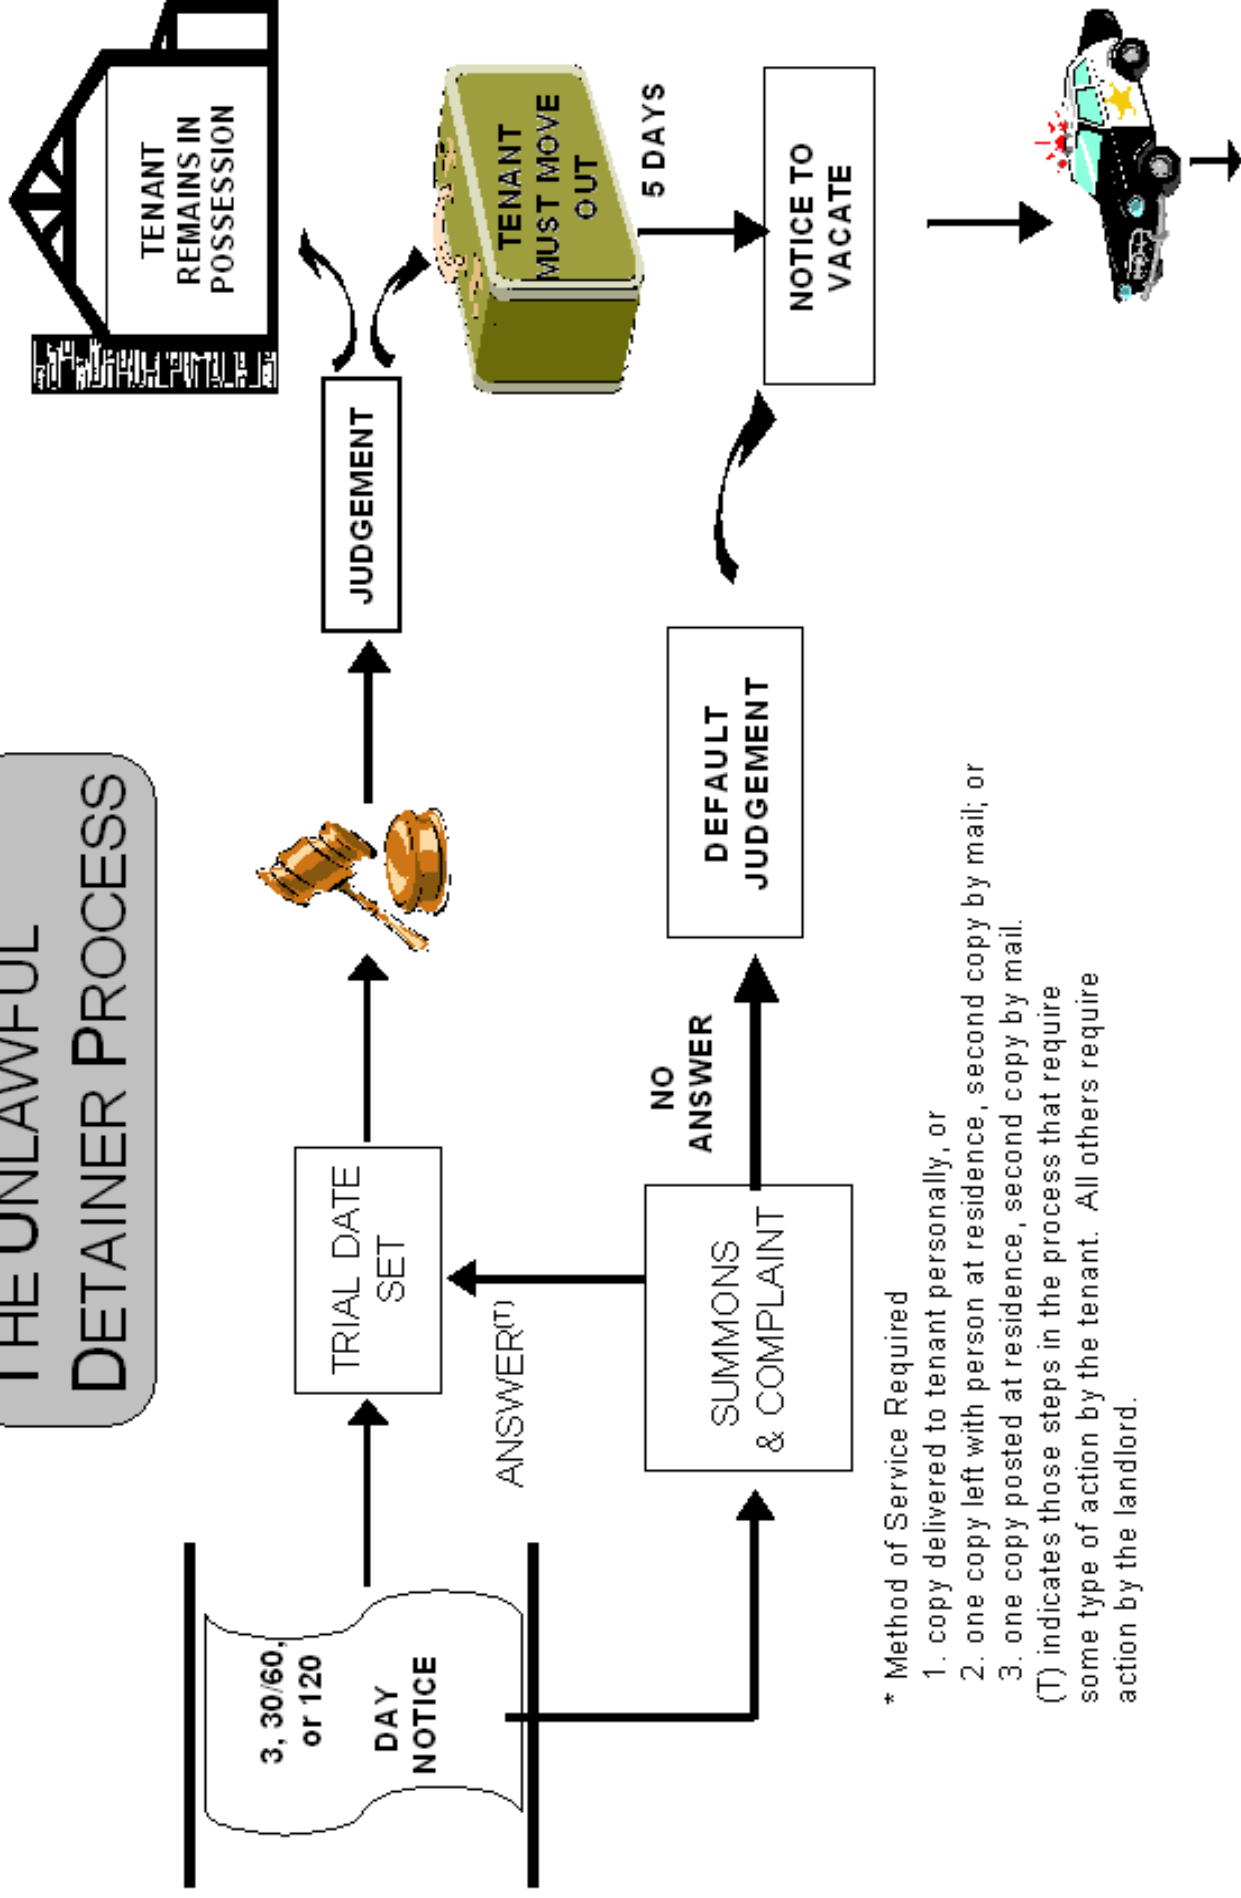 THE UNLAWFUL
DETAINER PROCESS
3, 30/60,
or 120
DAY
NOTICE
TRIAL DATE
SET
JUDGEMENT
TENANT
REMAINS IN
POSSESSION
TENANT
MUST MOVE
OUT
5 DAYS
ANSWER(T)
SUMMONS
& COMPLAINT
NO
ANSWER
DEFAULT
JUDGEMENT
NOTICE TO
VACATE
* Method of Service Required
1. copy delivered to tenant personally, or
2. one copy left with person at residence, second copy by mail; or
3. one copy posted at residence, second copy by mail.
(T) indicates those steps in the process that require
some type of action by the tenant. All others require
action by the landlord.